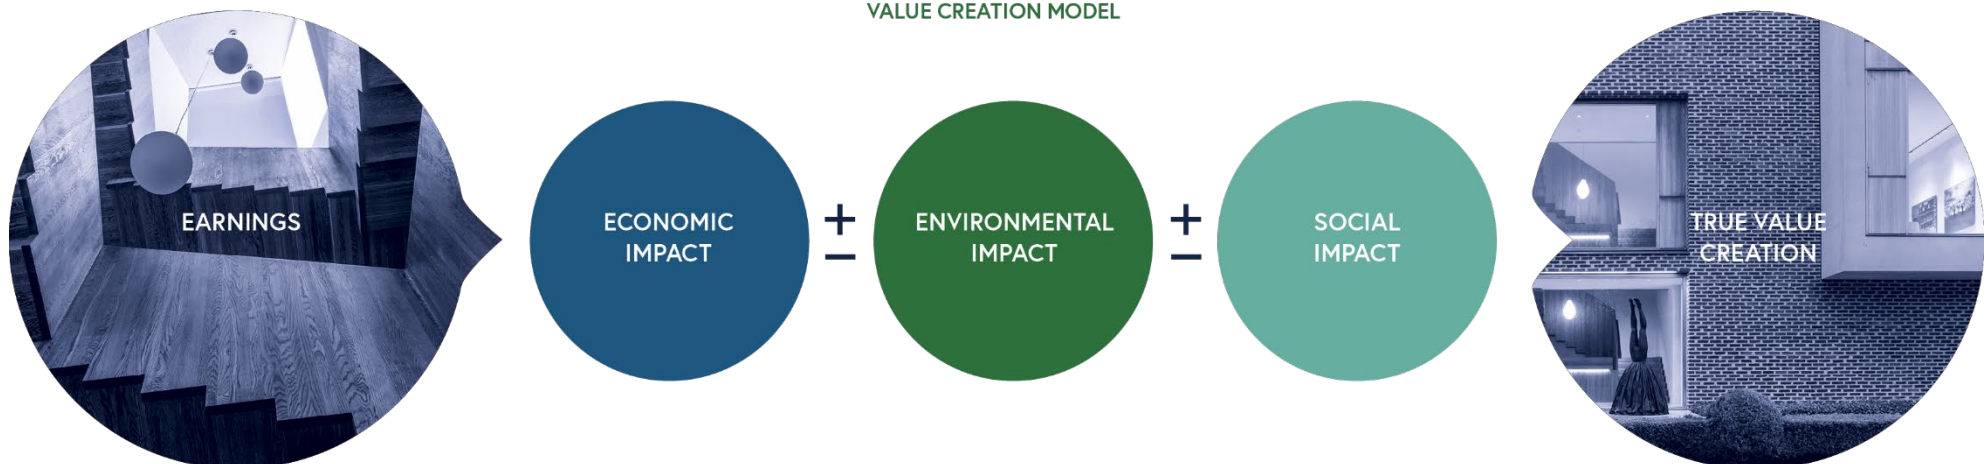 VALUE CREATION MODEL
EARNINGS
ECONOMIC
IMPACT
+
−
ENVIRONMENTAL
IMPACT
+
−
SOCIAL
IMPACT
TRUE VALUE
CREATION